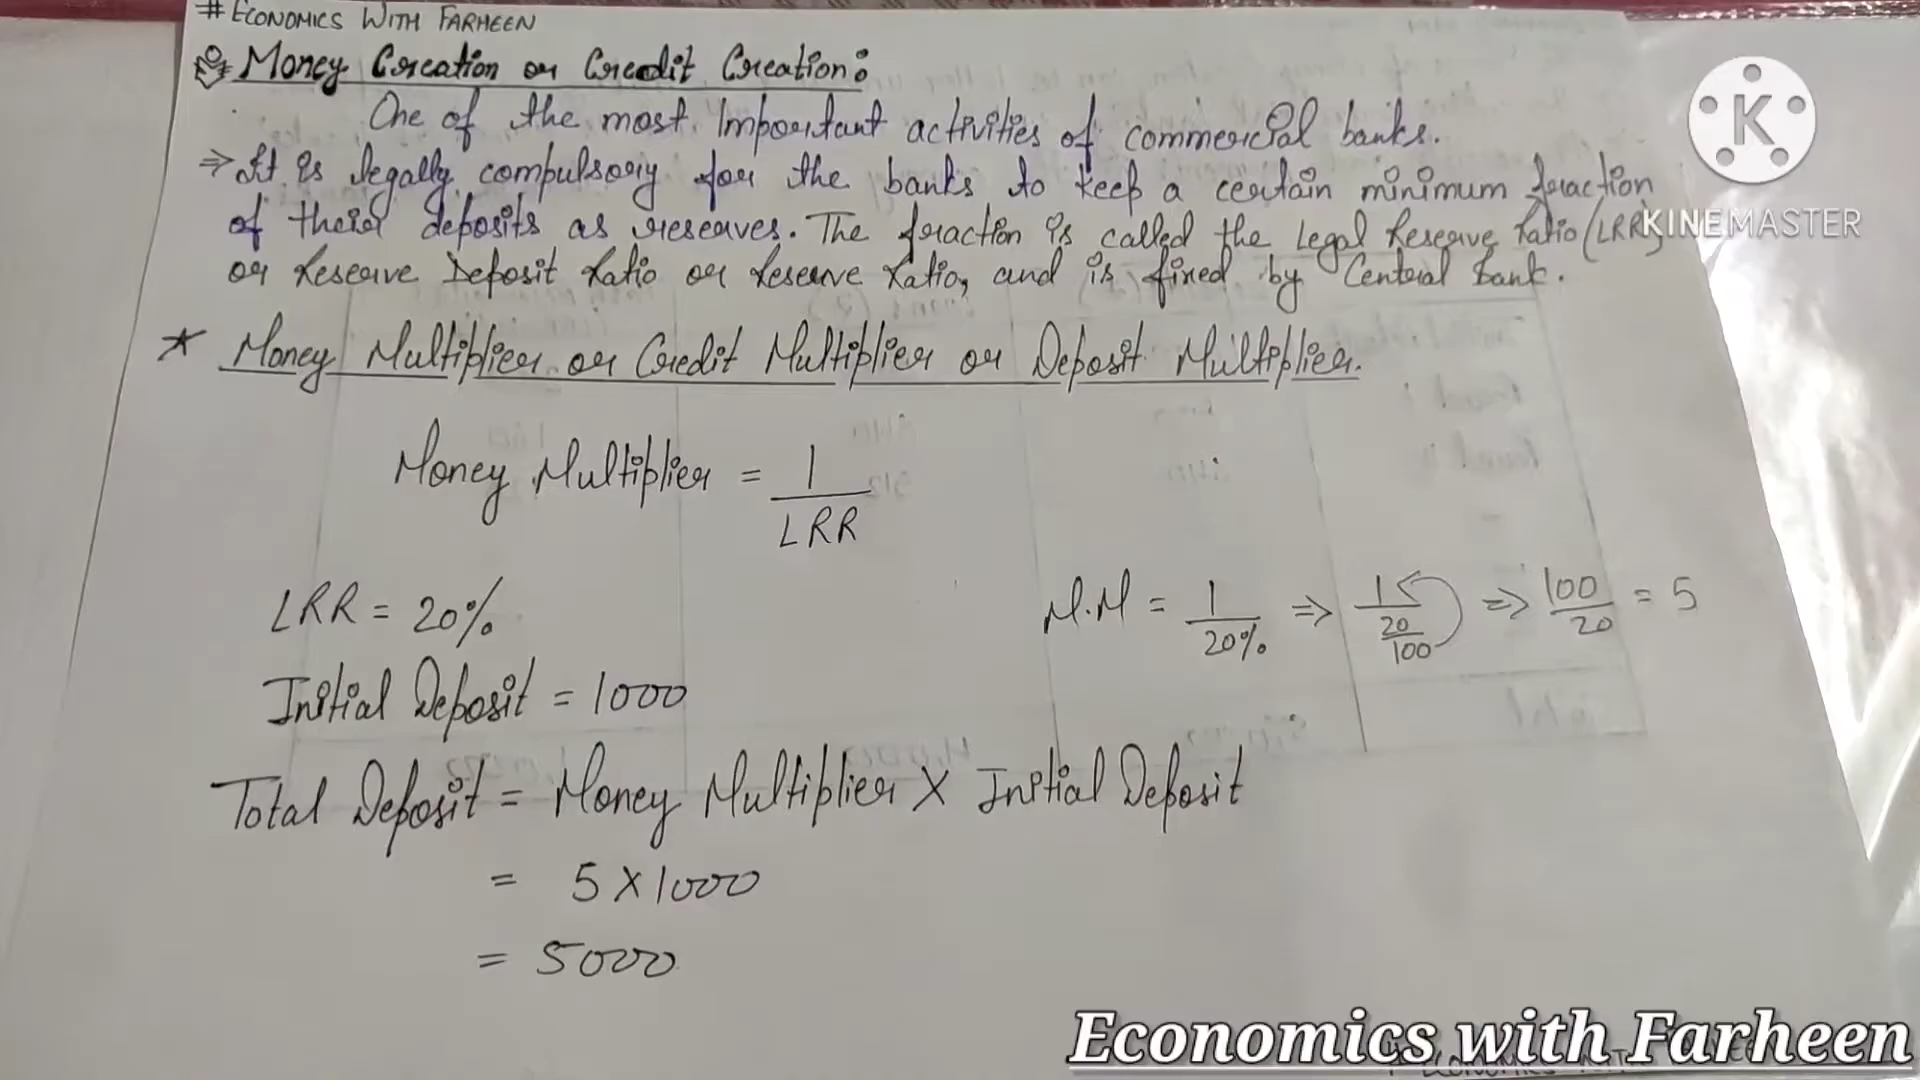 # ECONOMICS WITH FARHEEN
Money Creation or Credit Creation:
One of the most Important activities of commercial banks.
⇒ It is legally compulsory for the banks to keep a certain minimum fraction
of their deposits as reserves. The fraction is called the Legal Reserve Ratio (LRR)
or Reserve Deposit Ratio or Reserve Ratio, and is fixed by Central Bank.
K
KINEMASTER
* Money Multiplier or Credit Multiplier or Deposit Multiplier.
Money Multiplier = 1/LRR
LRR = 20%
M.M = 1/20% ⇒ 1/(20/100) ⇒ 100/20 = 5
Initial Deposit = 1000
Total Deposit = Money Multiplier X Initial Deposit
= 5 X 1000
= 5000
Economics with Farheen